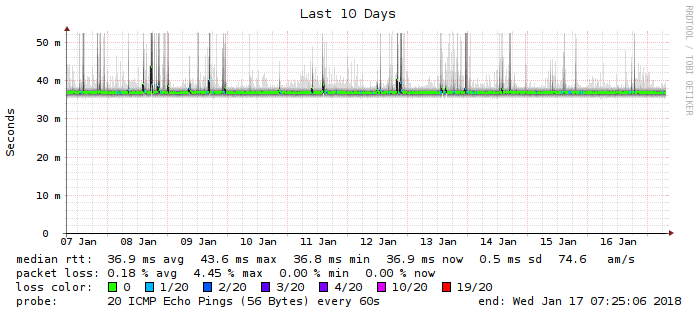 Last 10 Days
RRDTOOL / TOBI OETIKER
Seconds
50 m
40 m
30 m
20 m
10 m
0
07 Jan 08 Jan 09 Jan 10 Jan 11 Jan 12 Jan 13 Jan 14 Jan 15 Jan 16 Jan
median rtt: 36.9 ms avg 43.6 ms max 36.8 ms min 36.9 ms now 0.5 ms sd 74.6 am/s
packet loss: 0.18 % avg 4.45 % max 0.00 % min 0.00 % now
loss color: 0 1/20 2/20 3/20 4/20 10/20 19/20
probe: 20 ICMP Echo Pings (56 Bytes) every 60s end: Wed Jan 17 07:25:06 2018